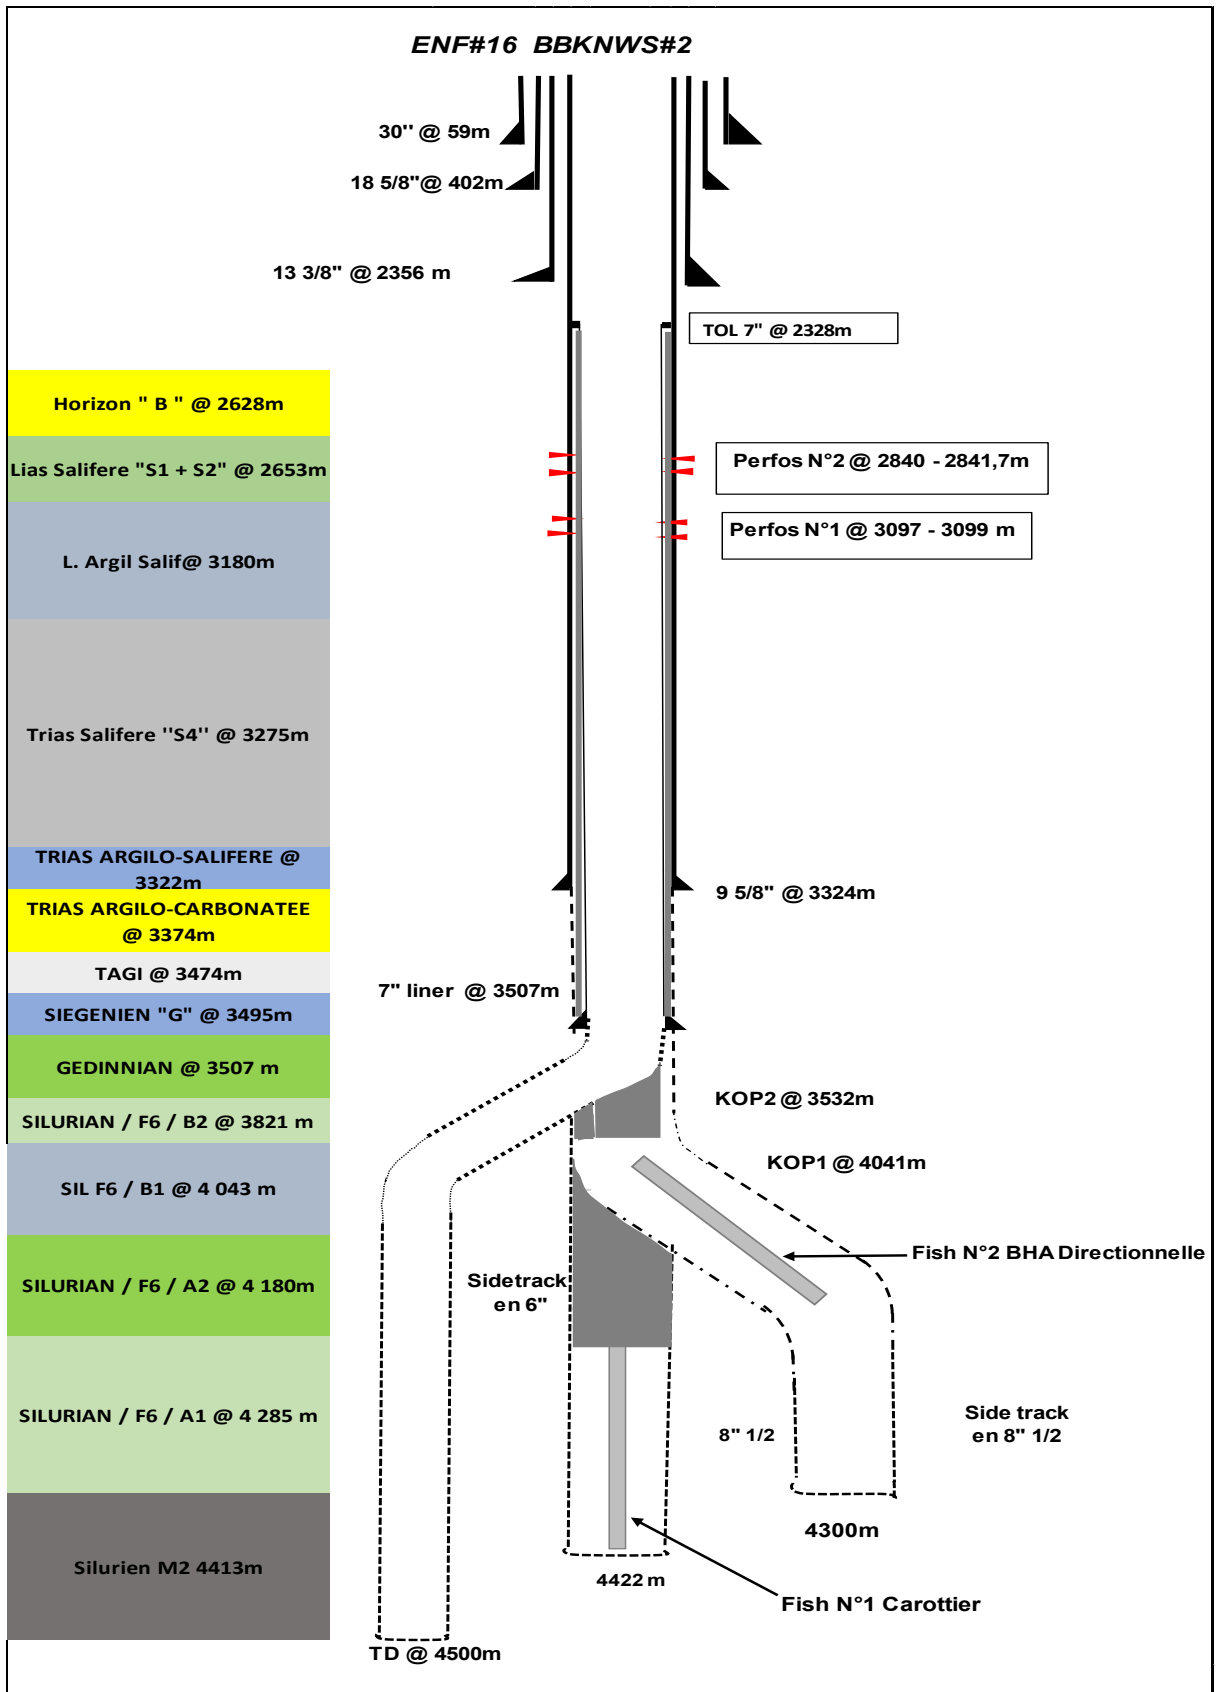 ENF#16 BBKNWS#2
30'' @ 59m
18 5/8"@ 402m
13 3/8" @ 2356 m
TOL 7" @ 2328m
Horizon " B " @ 2628m
Lias Salifere "S1 + S2" @ 2653m
Perfos N°2 @ 2840 - 2841,7m
Perfos N°1 @ 3097 - 3099 m
L. Argil Salif@ 3180m
Trias Salifere ''S4'' @ 3275m
TRIAS ARGILO-SALIFERE @
3322m
9 5/8" @ 3324m
TRIAS ARGILO-CARBONATEE
@ 3374m
TAGI @ 3474m
7" liner @ 3507m
SIEGENIEN "G" @ 3495m
GEDINNIAN @ 3507 m
KOP2 @ 3532m
SILURIAN / F6 / B2 @ 3821 m
KOP1 @ 4041m
SIL F6 / B1 @ 4 043 m
Fish N°2 BHA Directionnelle
SILURIAN / F6 / A2 @ 4 180m
Sidetrack
en 6"
SILURIAN / F6 / A1 @ 4 285 m
8" 1/2
Side track
en 8" 1/2
4300m
Silurien M2 4413m
4422 m
Fish N°1 Carottier
TD @ 4500m